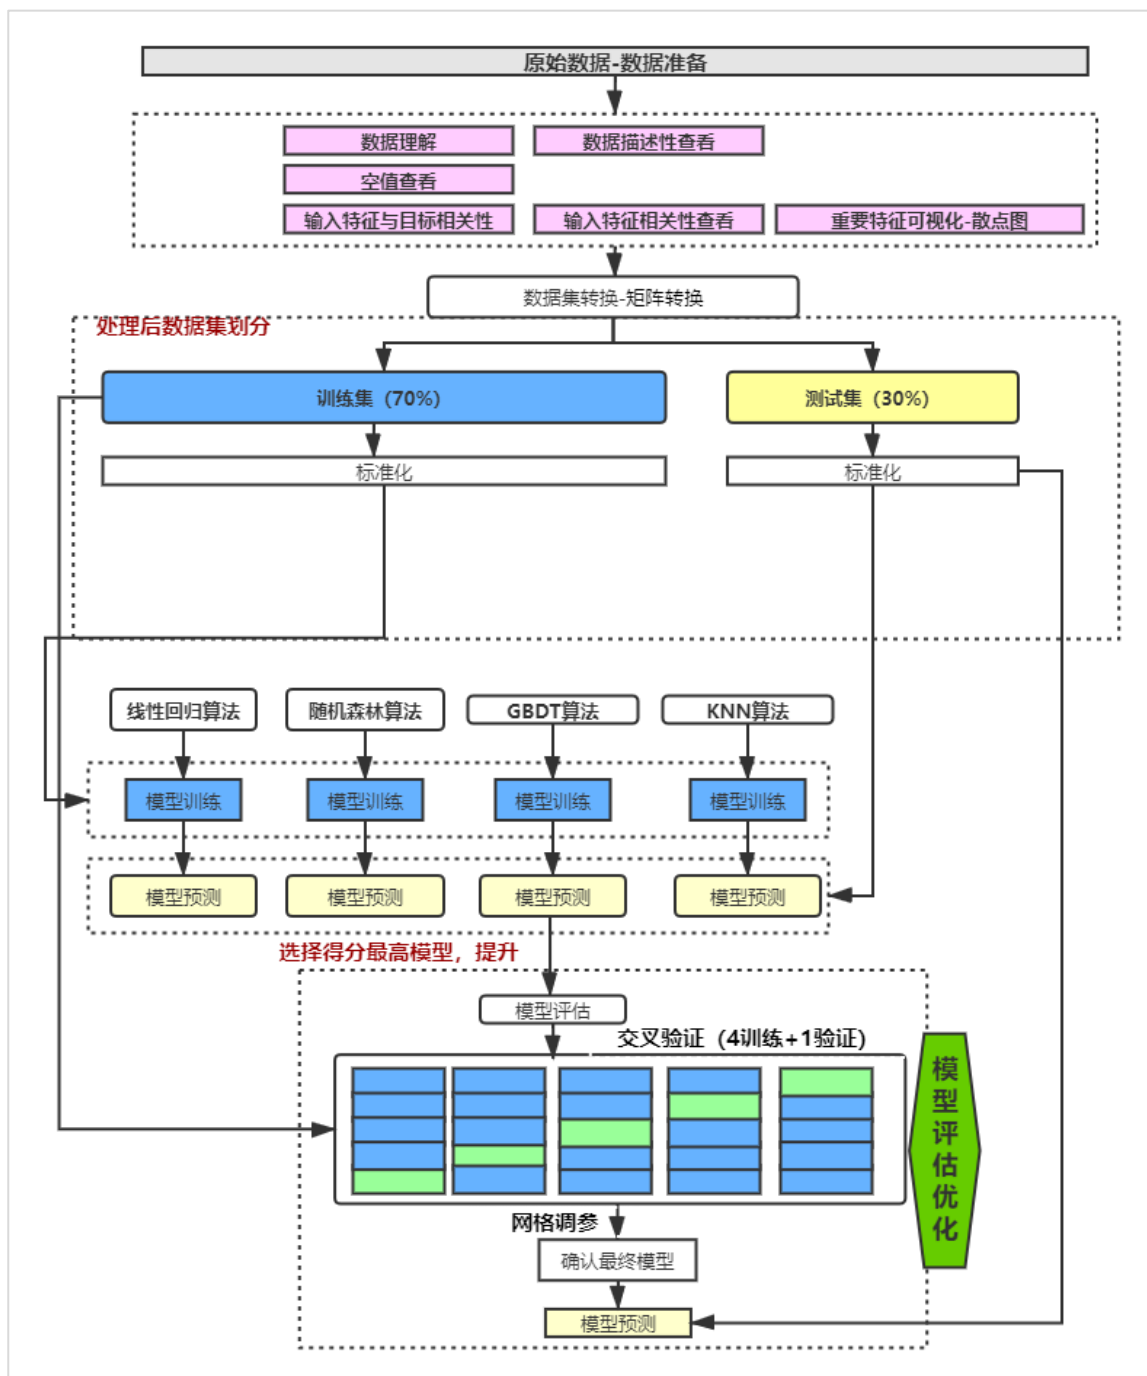 原始数据-数据准备
数据理解
数据描述性查看
空值查看
输入特征与目标相关性
输入特征相关性查看
重要特征可视化-散点图
数据集转换-矩阵转换
处理后数据集划分
训练集（70%）
测试集（30%）
标准化
标准化
线性回归算法
随机森林算法
GBDT算法
KNN算法
模型训练
模型训练
模型训练
模型训练
模型预测
模型预测
模型预测
模型预测
选择得分最高模型，提升
模型评估
交叉验证（4训练+1验证）
模型评估优化
网格调参
确认最终模型
模型预测